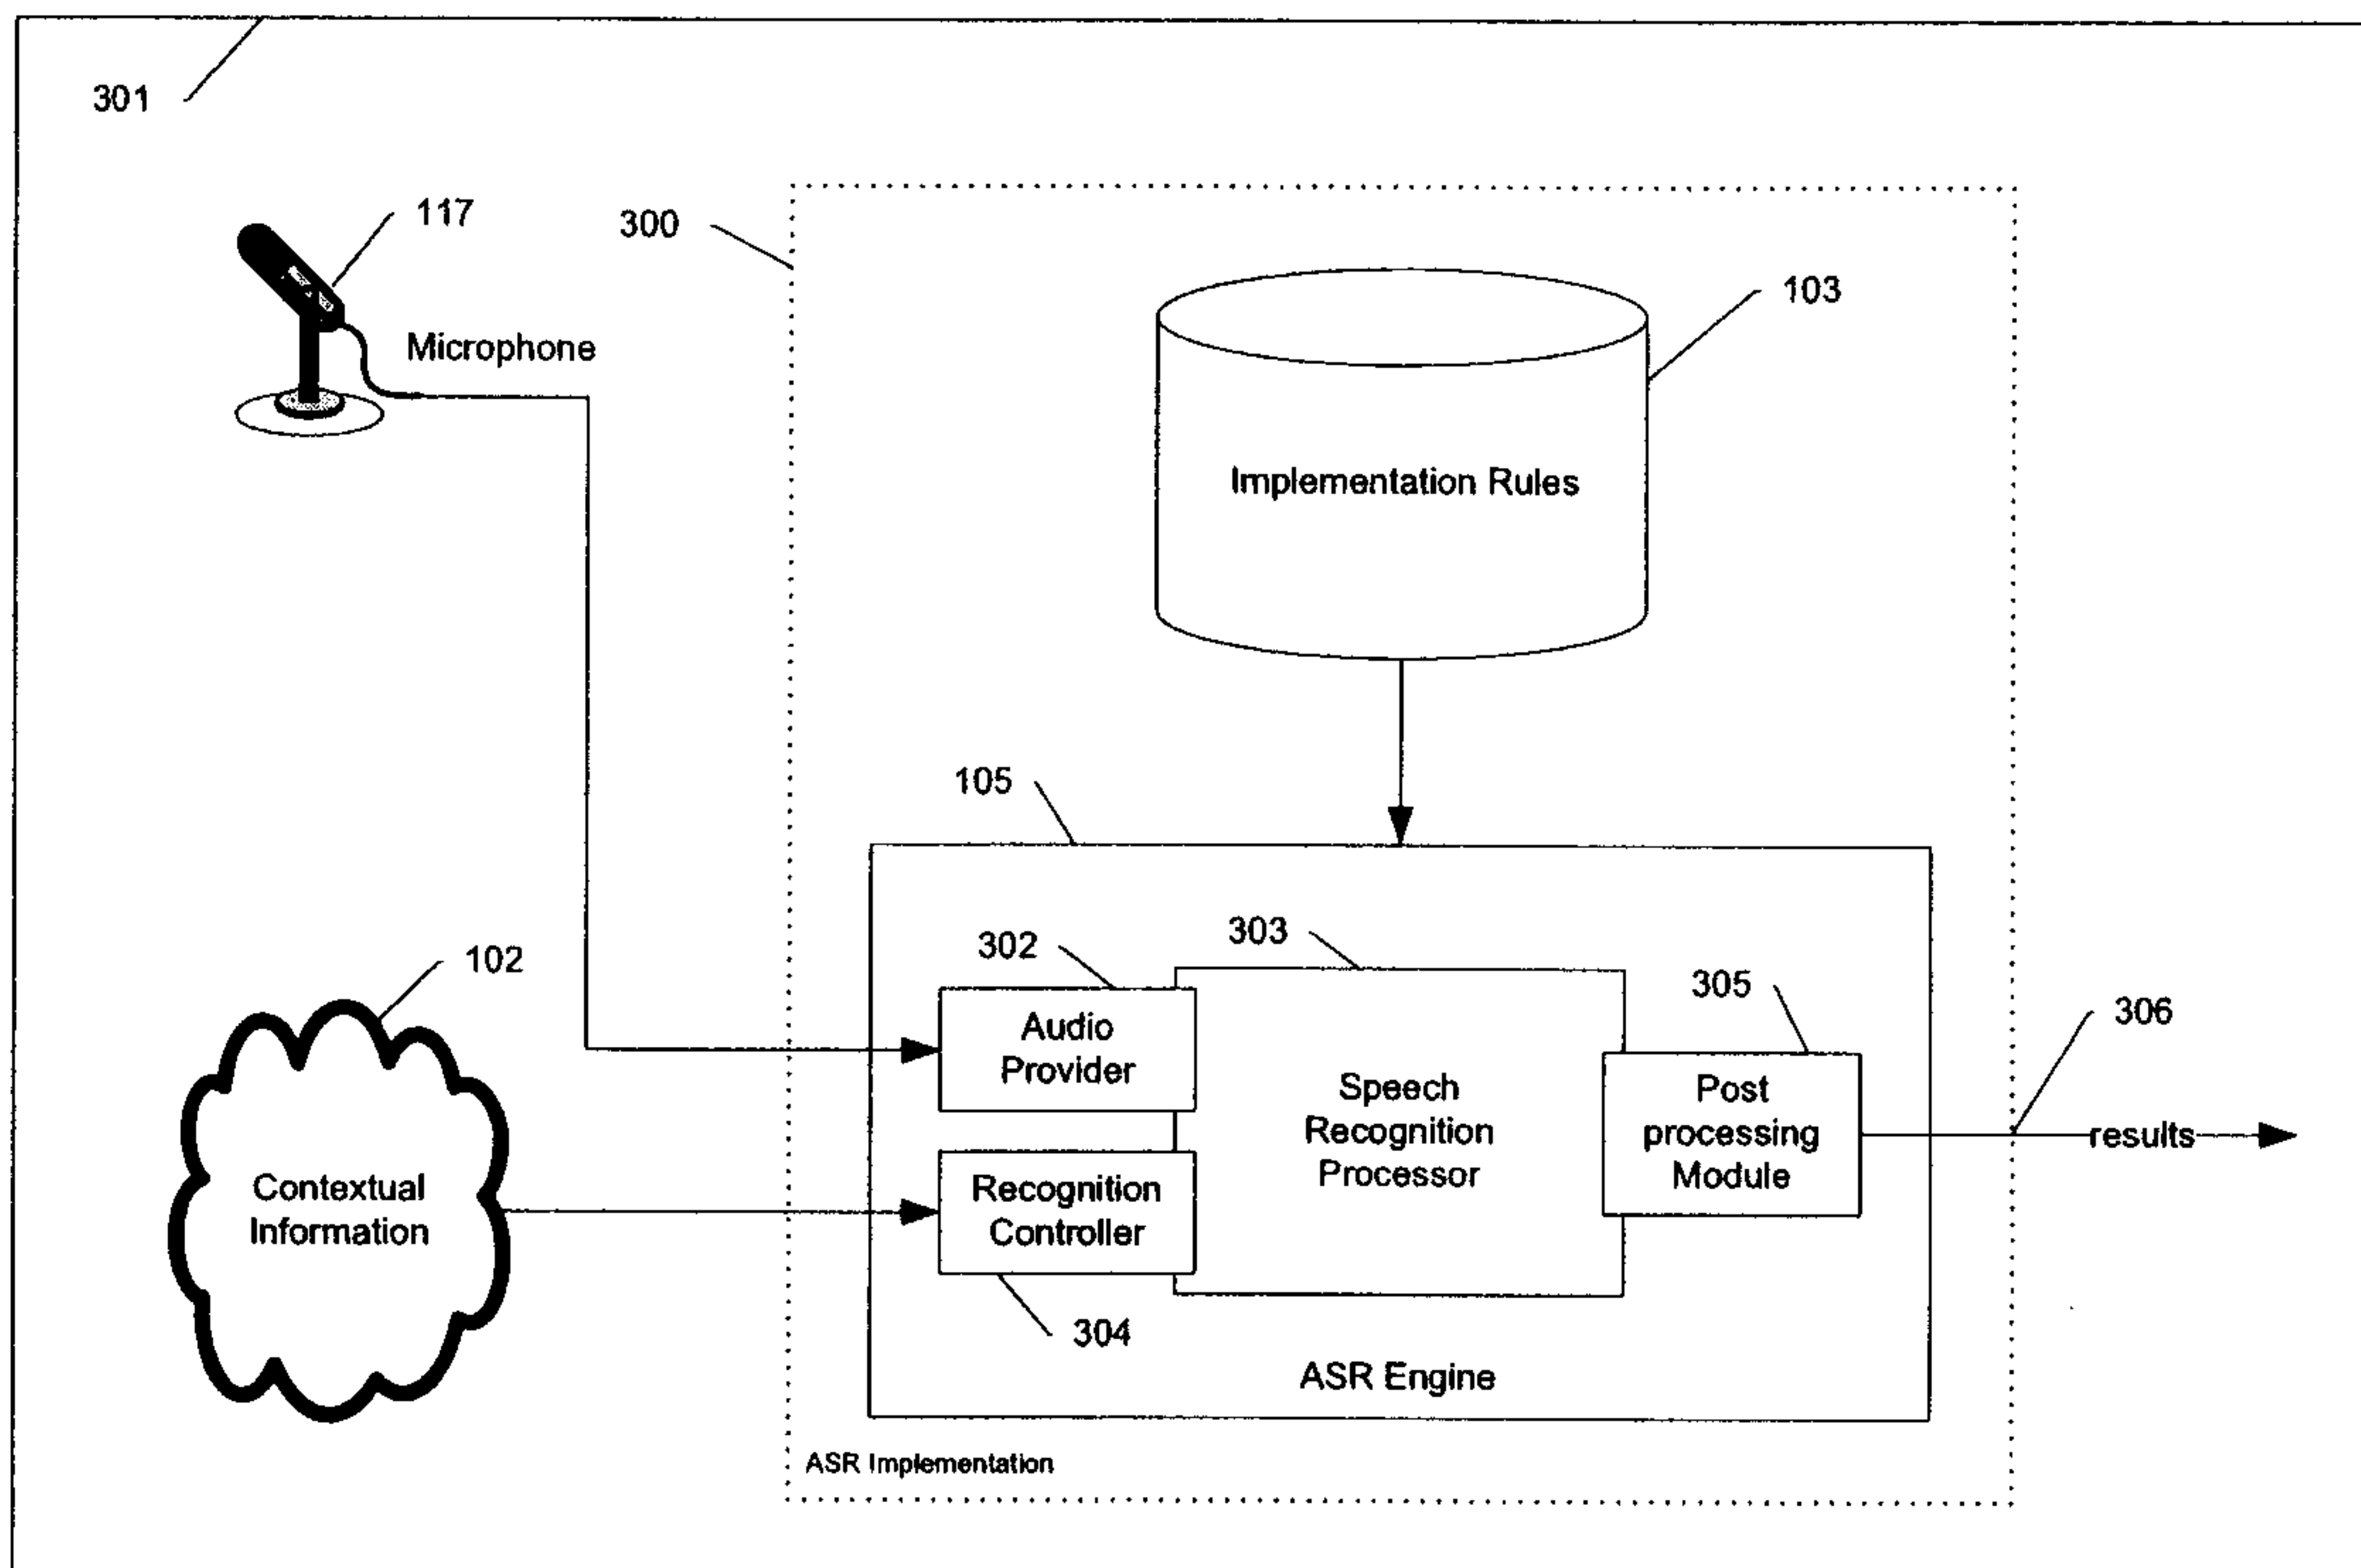 301
117
300
103
Microphone
Implementation Rules
105
102
302
303
305
306
Audio
Provider
Speech
Recognition
Processor
Post
processing
Module
results
Contextual
Information
Recognition
Controller
304
ASR Engine
ASR Implementation